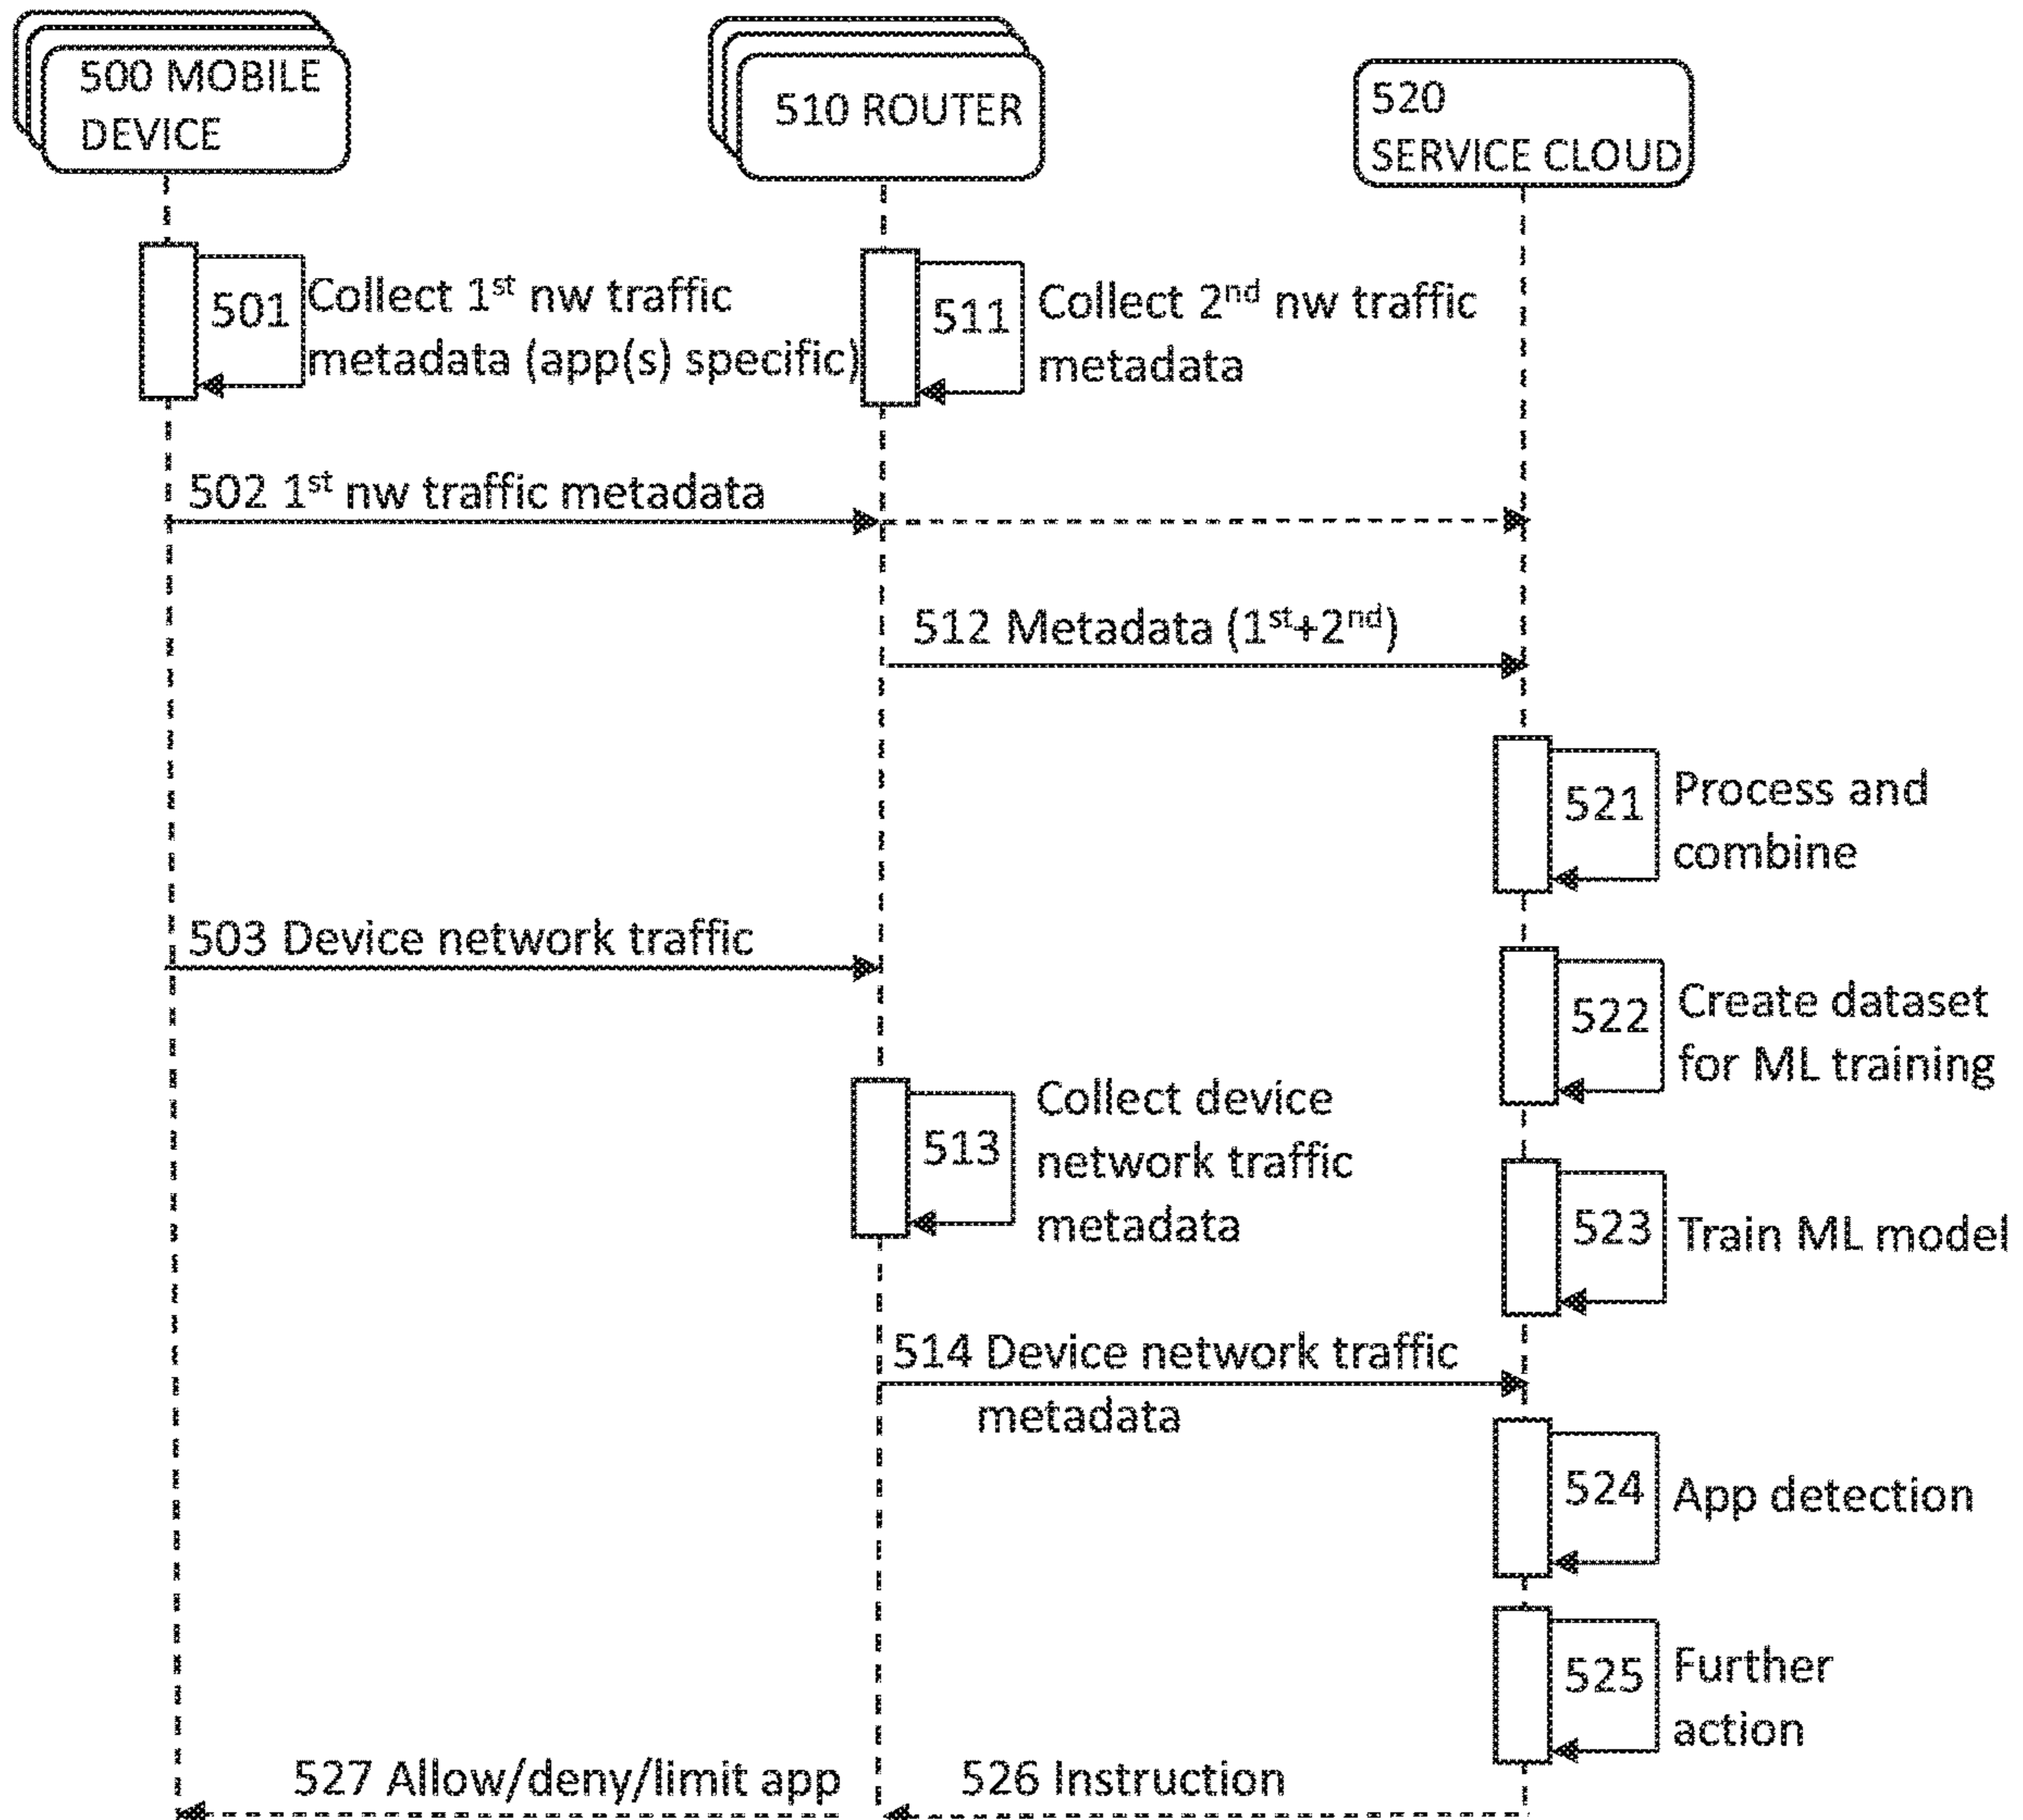 500 MOBILE
DEVICE
510 ROUTER
520
SERVICE CLOUD
501
Collect 1st nw traffic
metadata (app(s) specific)
511
Collect 2nd nw traffic
metadata
502 1st nw traffic metadata
512 Metadata (1st+2nd)
521
Process and
combine
503 Device network traffic
522
Create dataset
for ML training
513
Collect device
network traffic
metadata
523
Train ML model
514 Device network traffic
metadata
524
App detection
525
Further
action
527 Allow/deny/limit app
526 Instruction